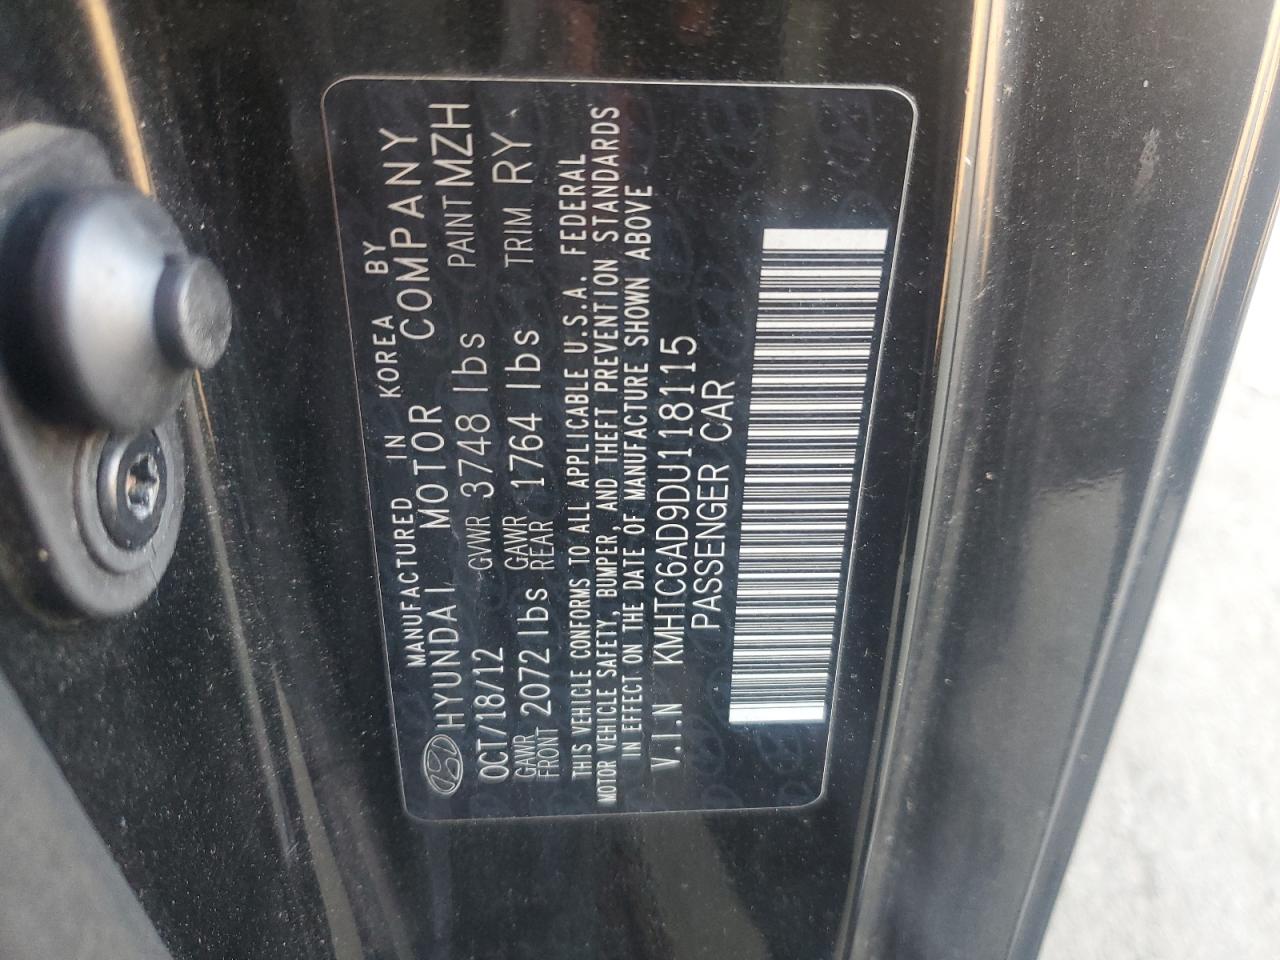 MANUFACTURED IN KOREA BY
HYUNDAI MOTOR COMPANY
OCT/18/12 GVWR 3748 lbs PAINT MZH
GAWR FRONT 2072 lbs GAWR REAR 1764 lbs TRIM RY
THIS VEHICLE CONFORMS TO ALL APPLICABLE U.S.A. FEDERAL
MOTOR VEHICLE SAFETY, BUMPER, AND THEFT PREVENTION STANDARDS
IN EFFECT ON THE DATE OF MANUFACTURE SHOWN ABOVE
V.I.N KMHTC6AD9DU118115
PASSENGER CAR